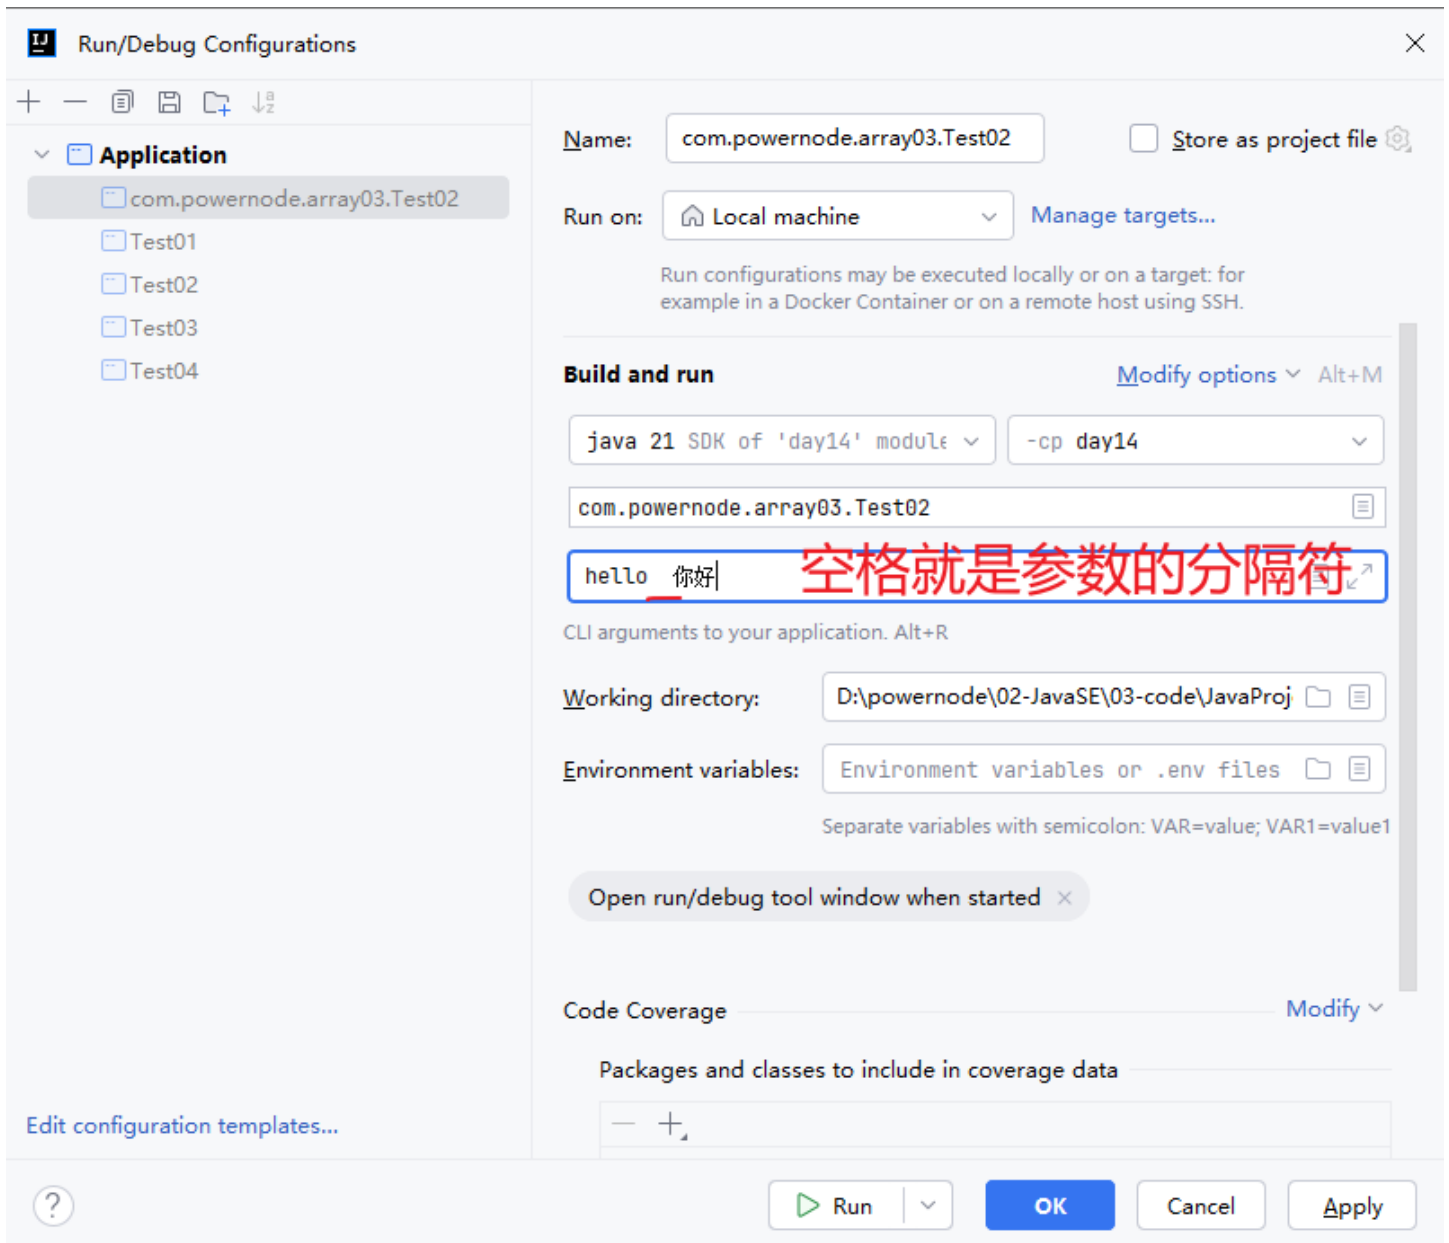 Run/Debug Configurations
Application
com.powernode.array03.Test02
Test01
Test02
Test03
Test04
Edit configuration templates...
Name: com.powernode.array03.Test02 Store as project file
Run on: Local machine Manage targets...
Run configurations may be executed locally or on a target: for
example in a Docker Container or on a remote host using SSH.
Build and run Modify options Alt+M
java 21 SDK of 'day14' module -cp day14
com.powernode.array03.Test02
hello 你好 空格就是参数的分隔符
CLI arguments to your application. Alt+R
Working directory: D:\powernode\02-JavaSE\03-code\JavaProj
Environment variables: Environment variables or .env files
Separate variables with semicolon: VAR=value; VAR1=value1
Open run/debug tool window when started
Code Coverage Modify
Packages and classes to include in coverage data
Run OK Cancel Apply